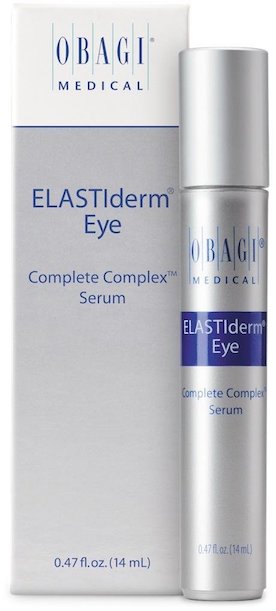 OBAGI
MEDICAL
ELASTIderm®
Eye
Complete Complex™
Serum
0.47 fl. oz. (14 mL)
OBAGI
MEDICAL
ELASTIderm®
Eye
Complete Complex™
Serum
0.47 fl. oz. (14 mL)